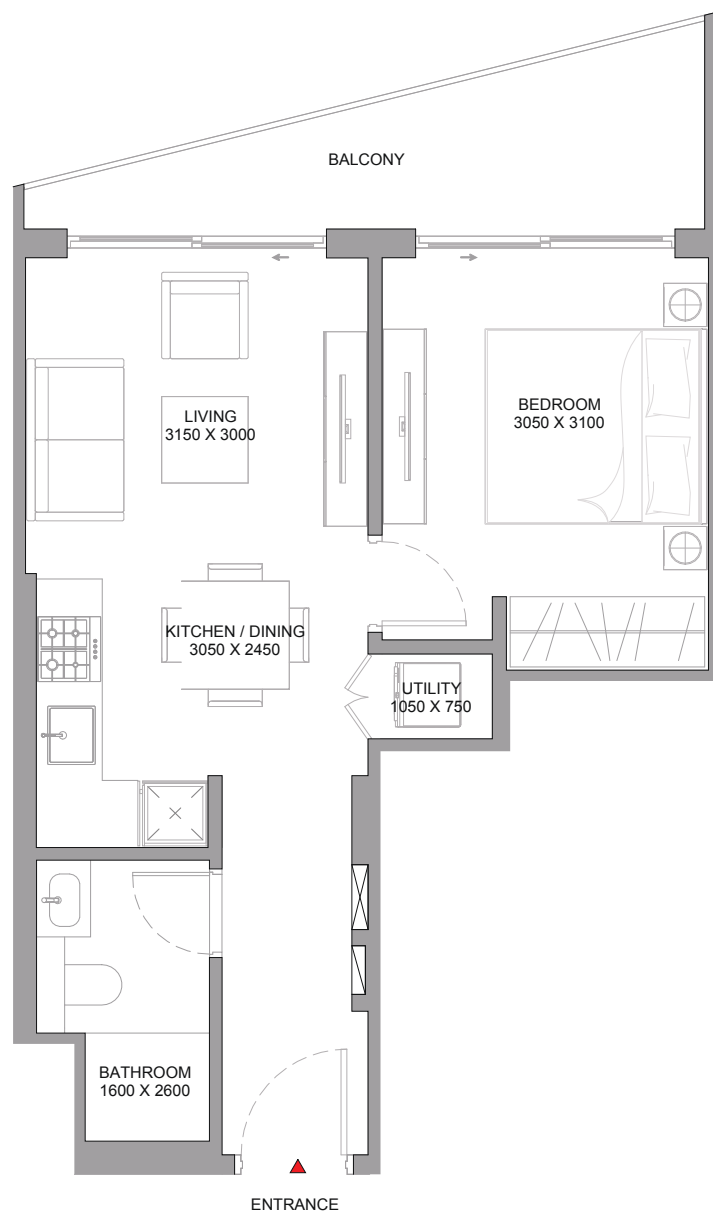 BALCONY
LIVING
3150 X 3000
BEDROOM
3050 X 3100
KITCHEN / DINING
3050 X 2450
UTILITY
1050 X 750
BATHROOM
1600 X 2600
ENTRANCE